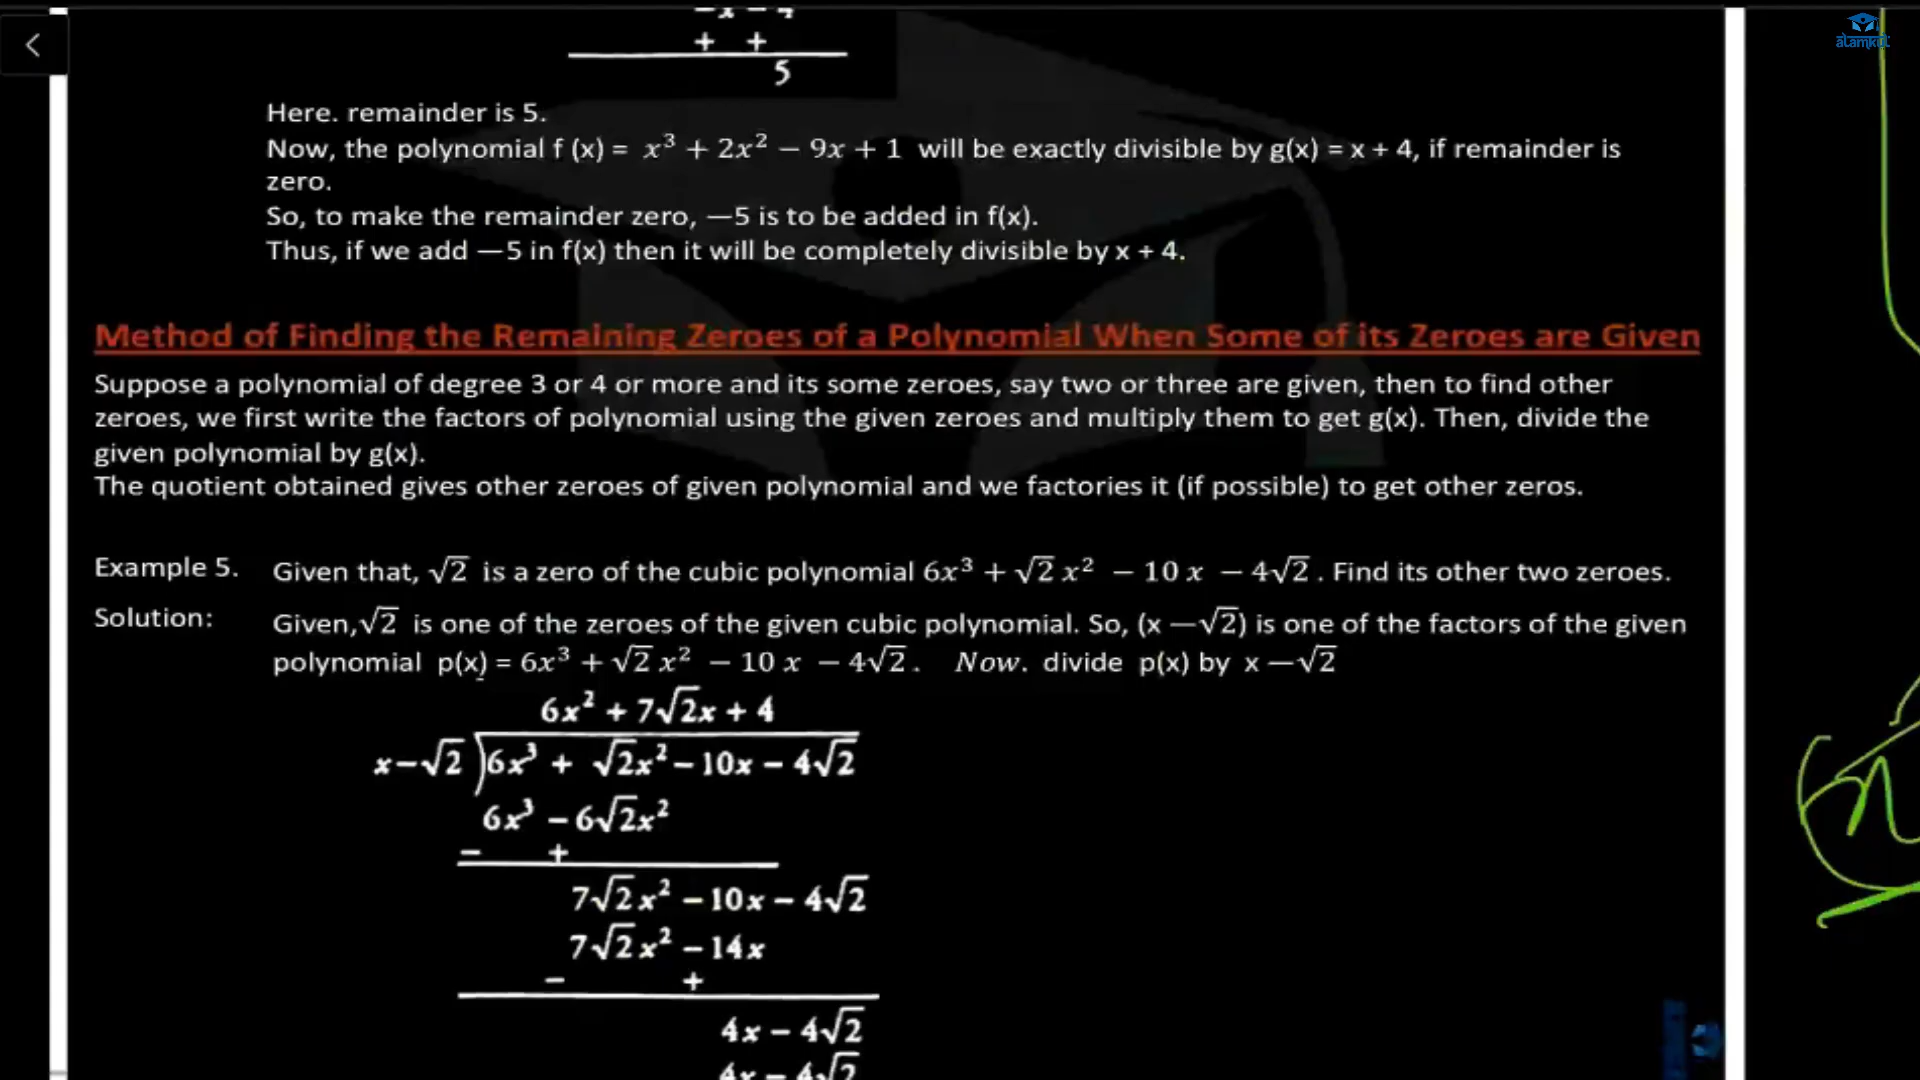 + +
5
Here. remainder is 5.
Now, the polynomial f (x) = x³ + 2x² − 9x + 1 will be exactly divisible by g(x) = x + 4, if remainder is
zero.
So, to make the remainder zero, −5 is to be added in f(x).
Thus, if we add −5 in f(x) then it will be completely divisible by x + 4.
Method of Finding the Remaining Zeroes of a Polynomial When Some of its Zeroes are Given
Suppose a polynomial of degree 3 or 4 or more and its some zeroes, say two or three are given, then to find other
zeroes, we first write the factors of polynomial using the given zeroes and multiply them to get g(x). Then, divide the
given polynomial by g(x).
The quotient obtained gives other zeroes of given polynomial and we factories it (if possible) to get other zeros.
Example 5. Given that, √2 is a zero of the cubic polynomial 6x³ + √2 x² − 10 x − 4√2 . Find its other two zeroes.
Solution: Given,√2 is one of the zeroes of the given cubic polynomial. So, (x −√2) is one of the factors of the given
polynomial p(x) = 6x³ + √2 x² − 10 x − 4√2 . Now. divide p(x) by x −√2
6x² + 7√2x + 4
x−√2 )6x³ + √2x² − 10x − 4√2
6x³ − 6√2x²
− +
7√2x² − 10x − 4√2
7√2x² − 14x
− +
4x − 4√2
4x − 4√2
alamkut